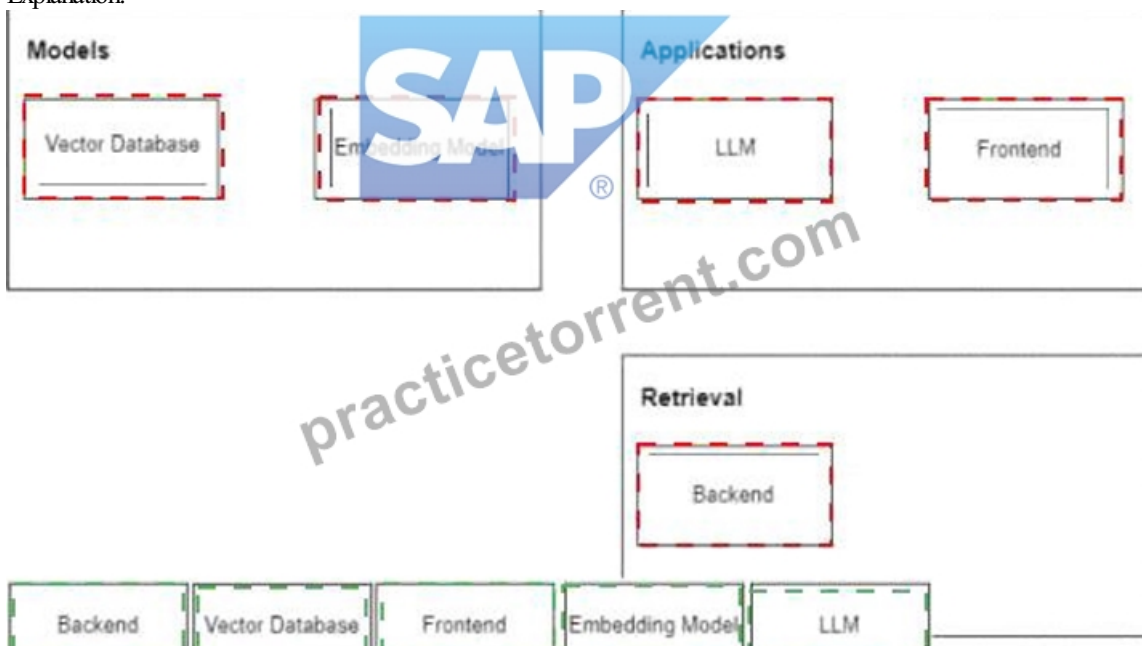 Explanation:
Models
Applications
SAP
®
Vector Database
Embedding Model
LLM
Frontend
practicetorrent.com
Retrieval
Backend
Backend
Vector Database
Frontend
Embedding Model
LLM